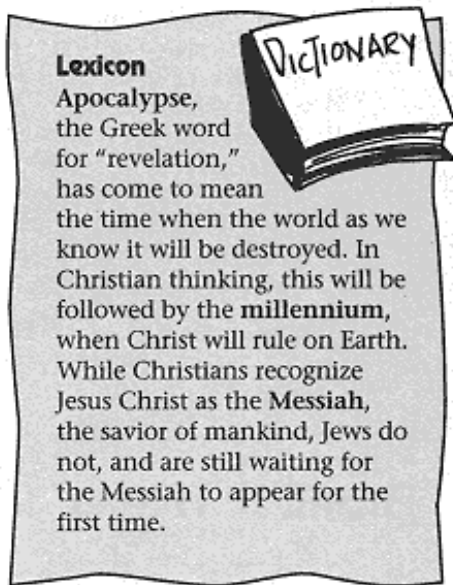 DICTIONARY
Lexicon
Apocalypse,
the Greek word
for “revelation,”
has come to mean
the time when the world as we
know it will be destroyed. In
Christian thinking, this will be
followed by the millennium,
when Christ will rule on Earth.
While Christians recognize
Jesus Christ as the Messiah,
the savior of mankind, Jews do
not, and are still waiting for
the Messiah to appear for the
first time.